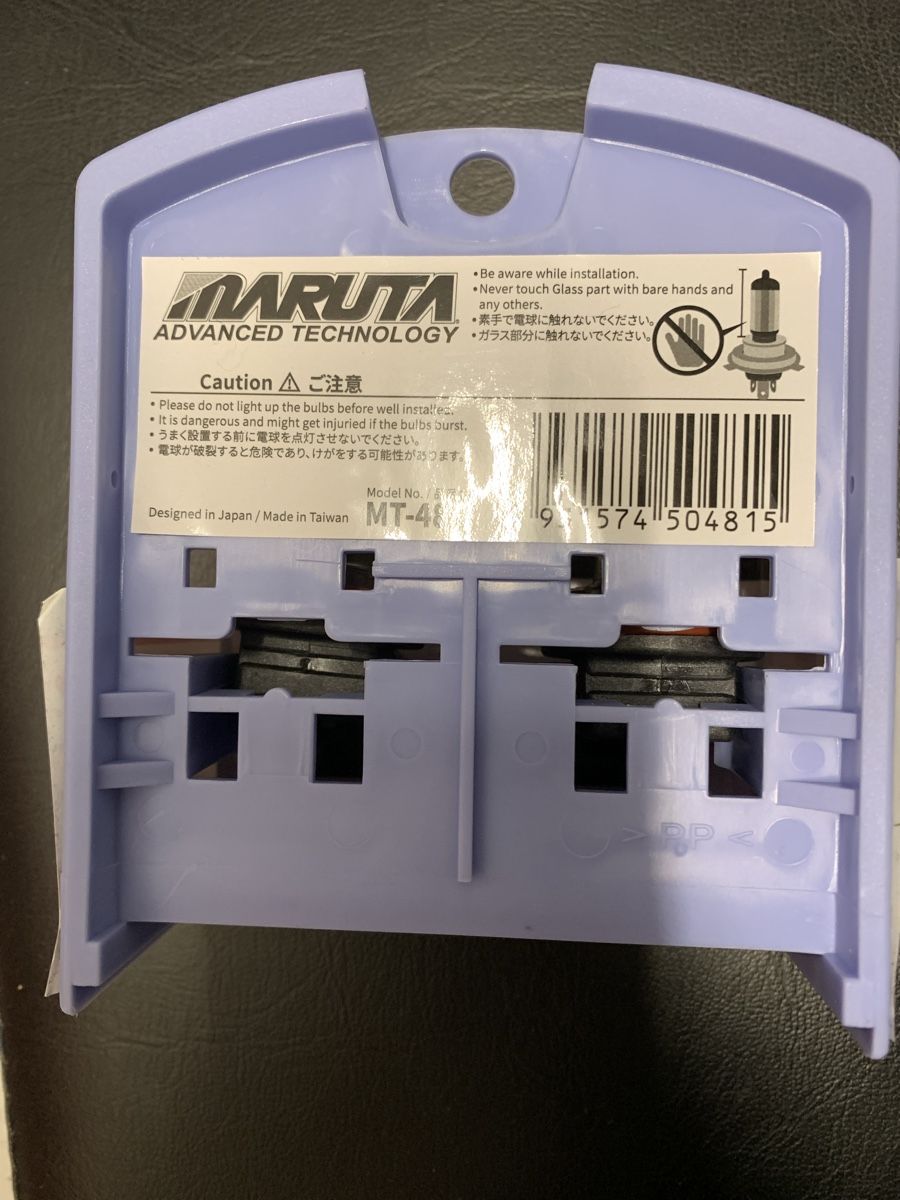 MARUTA
ADVANCED TECHNOLOGY
•Be aware while installation.
•Never touch Glass part with bare hands and
any others.
•素手で電球に触れないでください。
•ガラス部分に触れないでください。
Caution ⚠ ご注意
• Please do not light up the bulbs before well installed.
• It is dangerous and might get injuried if the bulbs burst.
• うまく設置する前に電球を点灯させないでください。
• 電球が破裂すると危険であり、けがをする可能性があります。
Model No. /
Designed in Japan / Made in Taiwan
574 504815
> PP <